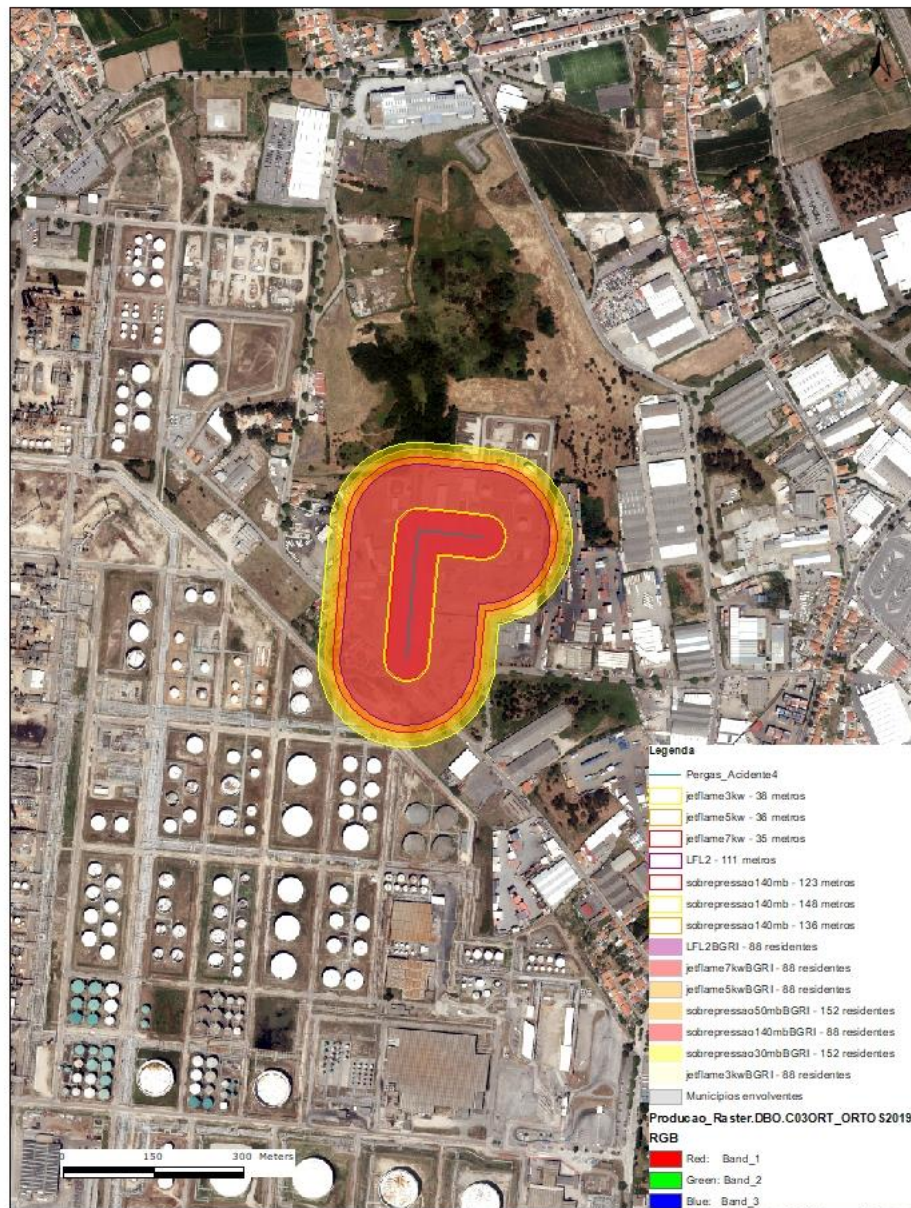 Legenda
Pergas_Acidente4
jetflame3kw - 38 metros
jetflame5kw - 36 metros
jetflame7kw - 35 metros
LFL2 - 111 metros
sobrepressao140mb - 123 metros
sobrepressao140mb - 148 metros
sobrepressao140mb - 136 metros
LFL2BGRI - 88 residentes
jetflame7kwBGRI - 88 residentes
jetflame5kwBGRI - 88 residentes
sobrepressao50mbBGRI - 152 residentes
sobrepressao140mbBGRI - 88 residentes
sobrepressao30mbBGRI - 152 residentes
jetflame3kwBGRI - 88 residentes
Municípios envolventes
Producao_Raster.DBO.C03ORT_ORTOS2019
RGB
Red: Band_1
Green: Band_2
Blue: Band_3
0 150 300 Meters